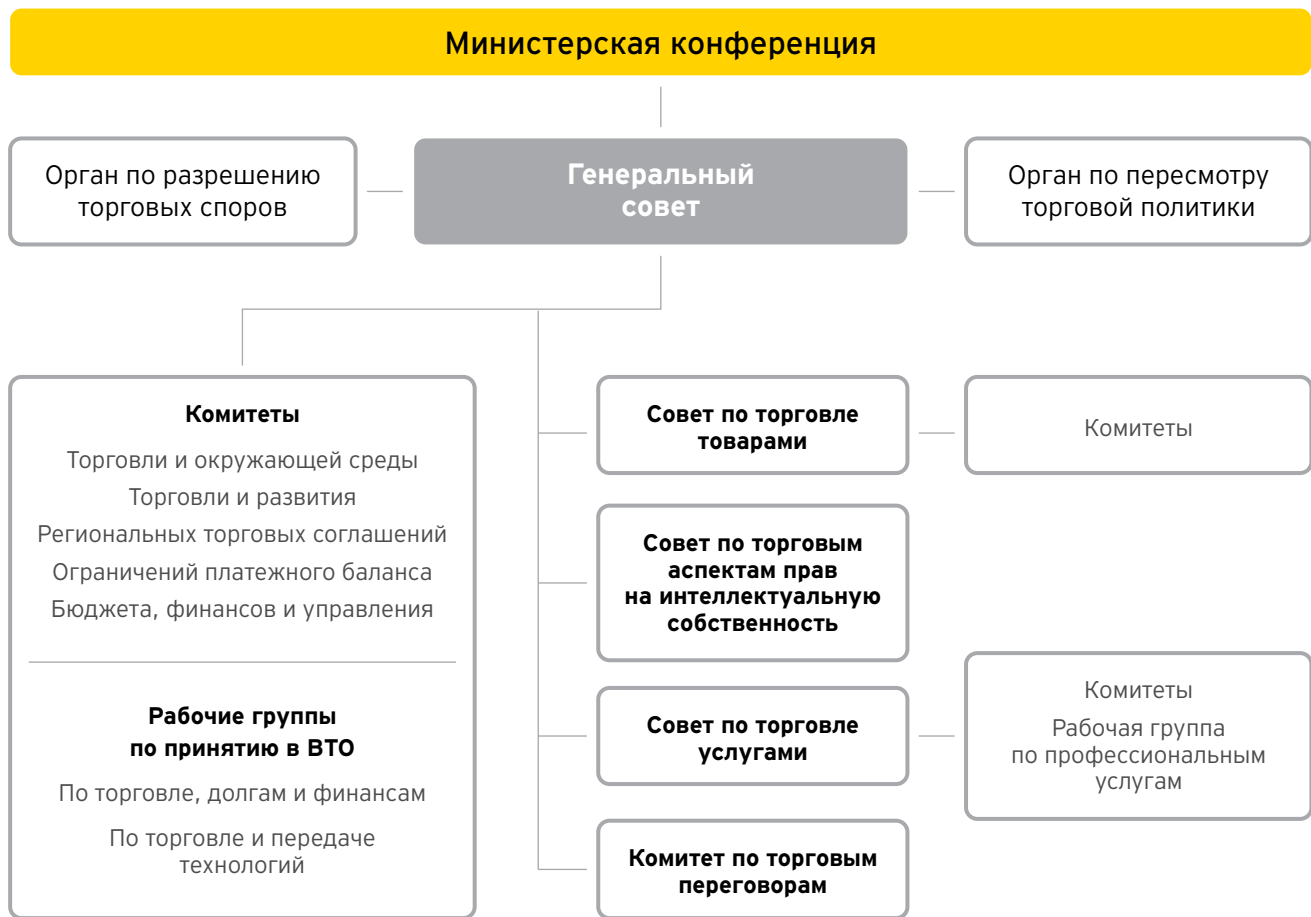 Министерская конференция
Орган по разрешению
торговых споров
Генеральный
совет
Орган по пересмотру
торговой политики
Комитеты
Торговли и окружающей среды
Торговли и развития
Региональных торговых соглашений
Ограничений платежного баланса
Бюджета, финансов и управления
Рабочие группы
по принятию в ВТО
По торговле, долгам и финансам
По торговле и передаче
технологий
Совет по торговле
товарами
Комитеты
Совет по торговым
аспектам прав
на интеллектуальную
собственность
Совет по торговле
услугами
Комитеты
Рабочая группа
по профессиональным
услугам
Комитет по торговым
переговорам